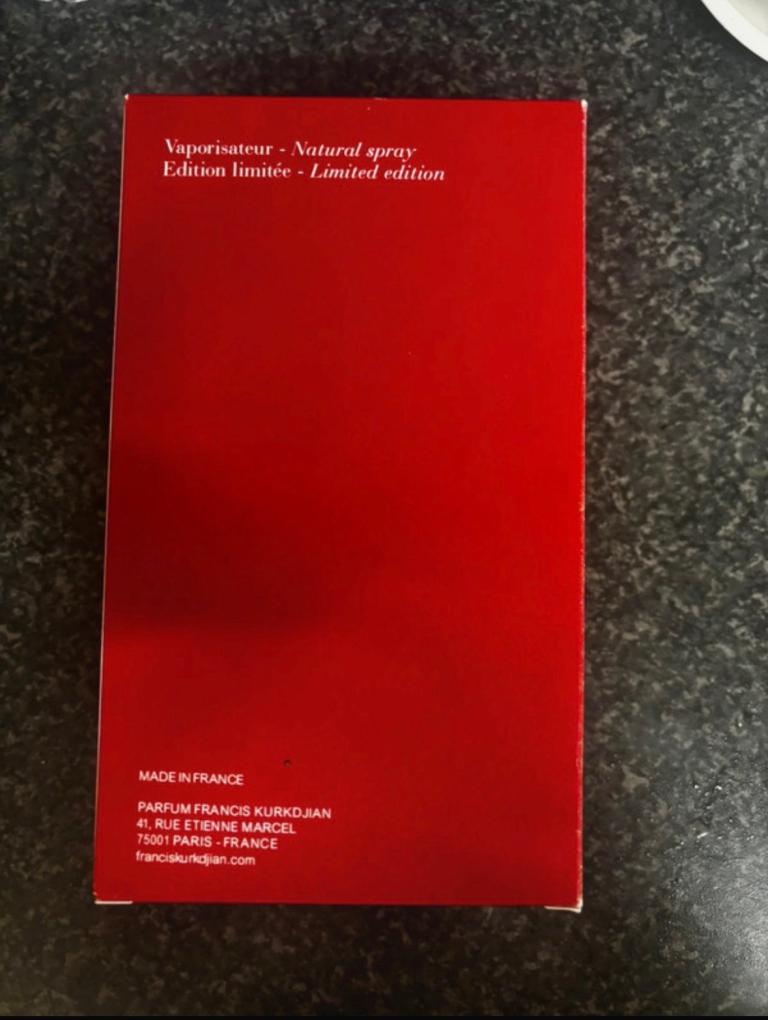 Vaporisateur - Natural spray
Edition limitée - Limited edition
MADE IN FRANCE
PARFUM FRANCIS KURKDJIAN
41, RUE ETIENNE MARCEL
75001 PARIS - FRANCE
franciskurkdjian.com